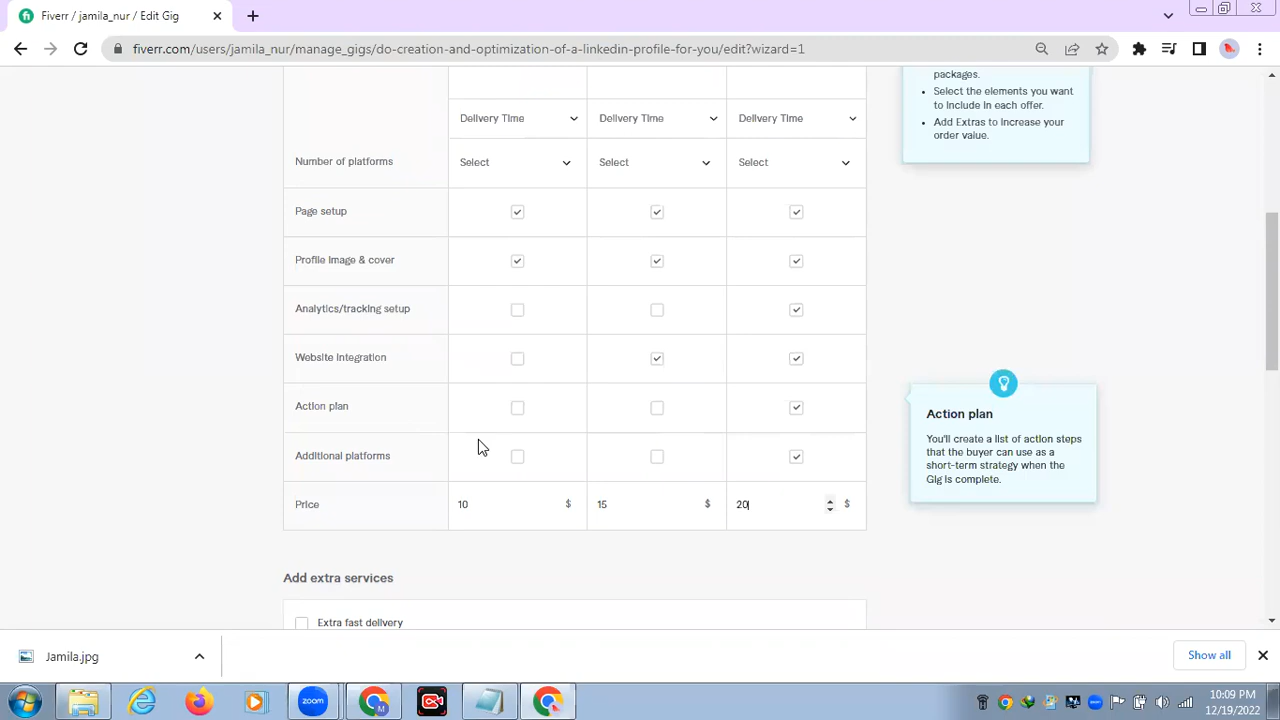 Fiverr / jamila_nur / Edit Gig
fiverr.com/users/jamila_nur/manage_gigs/do-creation-and-optimization-of-a-linkedin-profile-for-you/edit?wizard=1
packages.
Select the elements you want
to include in each offer.
Add Extras to increase your
order value.
Delivery Time Delivery Time Delivery Time
Number of platforms Select Select Select
Page setup
Profile image & cover
Analytics/tracking setup
Website integration
Action plan
Additional platforms
Price 10 $ 15 $ 20 $
Action plan
You'll create a list of action steps
that the buyer can use as a
short-term strategy when the
Gig is complete.
Add extra services
Extra fast delivery
Jamila.jpg
Show all
zoom
M
zoom
10:09 PM
12/19/2022